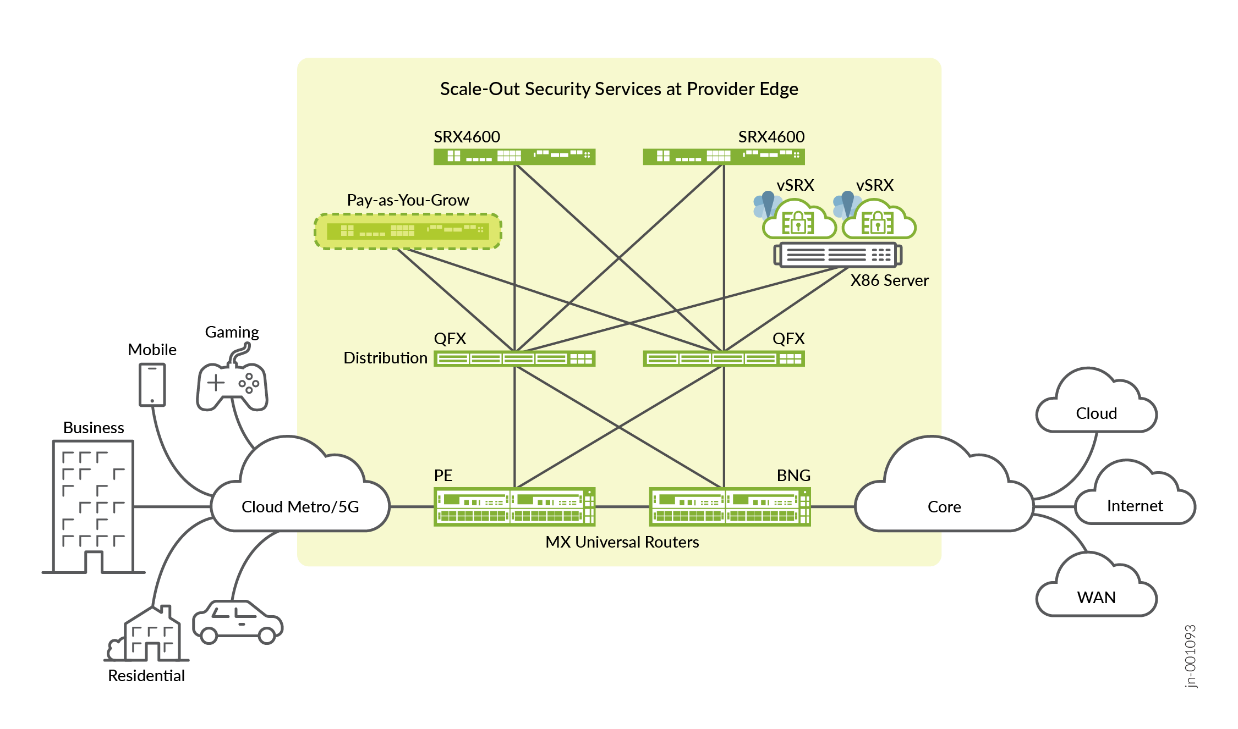 Scale-Out Security Services at Provider Edge
SRX4600
SRX4600
Pay-as-You-Grow
vSRX
vSRX
X86 Server
QFX
QFX
Distribution
Gaming
Mobile
Business
Cloud Metro/5G
PE
BNG
MX Universal Routers
Core
Cloud
Internet
WAN
Residential
jn-001093